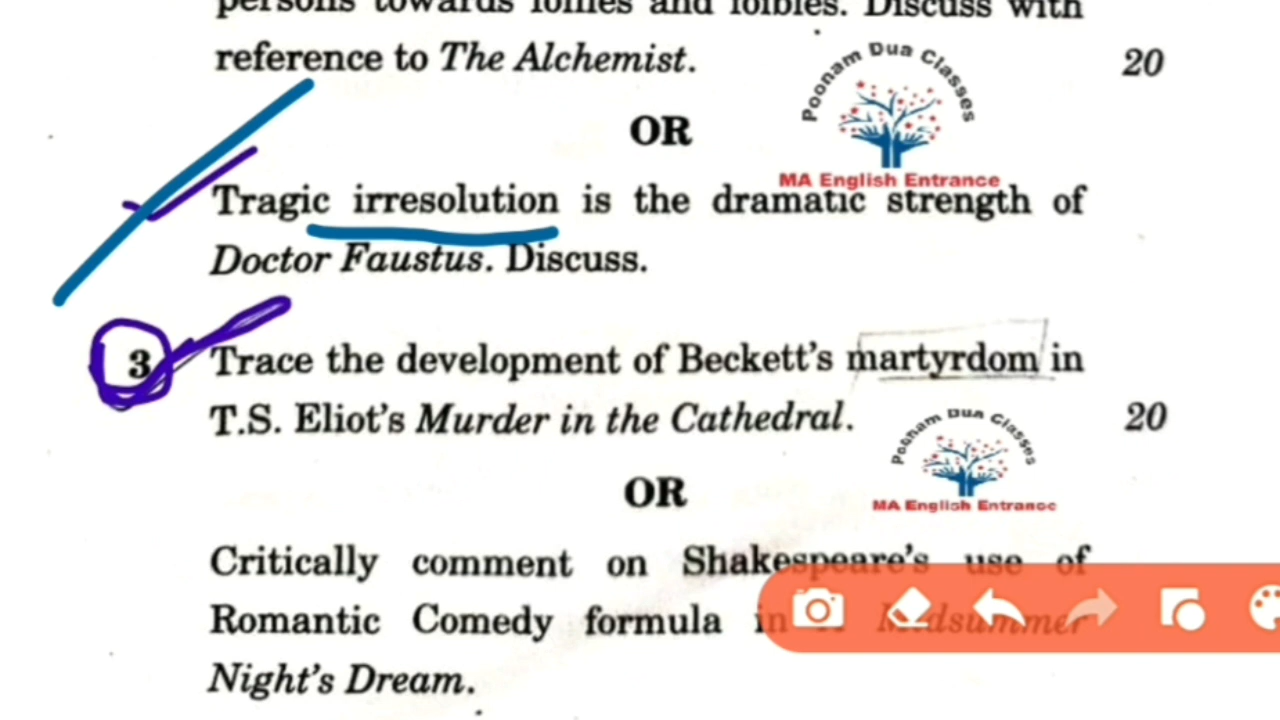 persons towards follies and foibles. Discuss with
reference to The Alchemist. 20
Poonam Dua Classes
MA English Entrance
OR
Tragic irresolution is the dramatic strength of
Doctor Faustus. Discuss.
3 Trace the development of Beckett's martyrdom in
T.S. Eliot's Murder in the Cathedral. 20
Poonam Dua Classes
MA English Entrance
OR
Critically comment on Shakespeare's use of
Romantic Comedy formula in A Midsummer
Night's Dream.